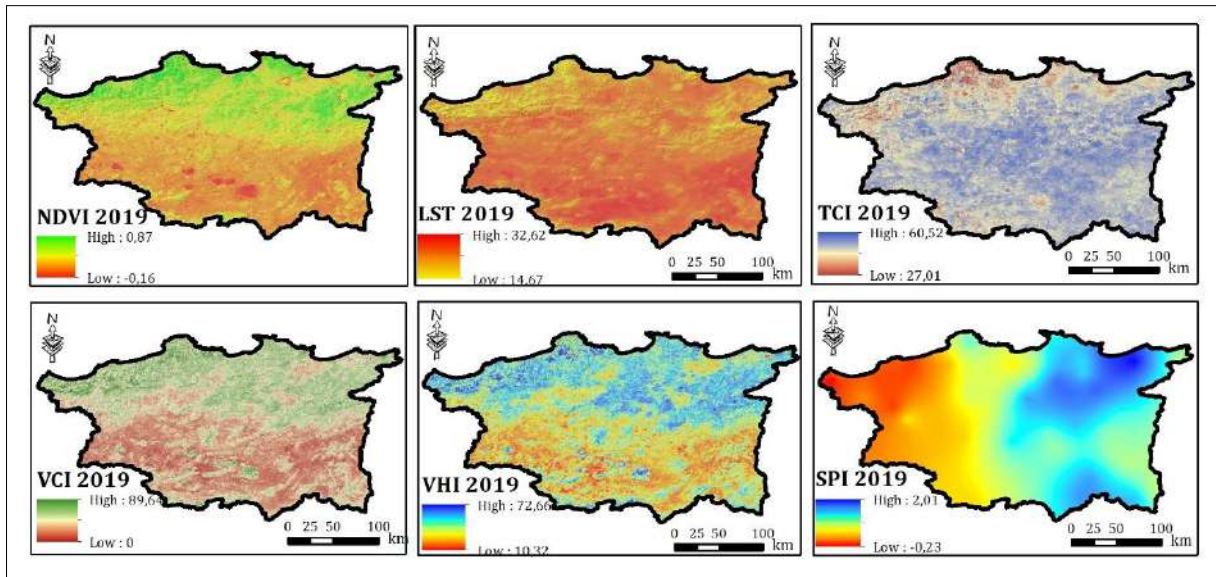 N
NDVI 2019
High : 0,87
Low : -0,16
N
LST 2019
High : 32,62
Low : 14,67
0 25 50 100
km
N
TCI 2019
High : 60,52
Low : 27,01
0 25 50 100
km
N
VCI 2019
High : 89,64
Low : 0
0 25 50 100
km
N
VHI 2019
High : 72,66
Low : 10,32
0 25 50 100
km
N
SPI 2019
High : 2,01
Low : -0,23
0 25 50 100
km